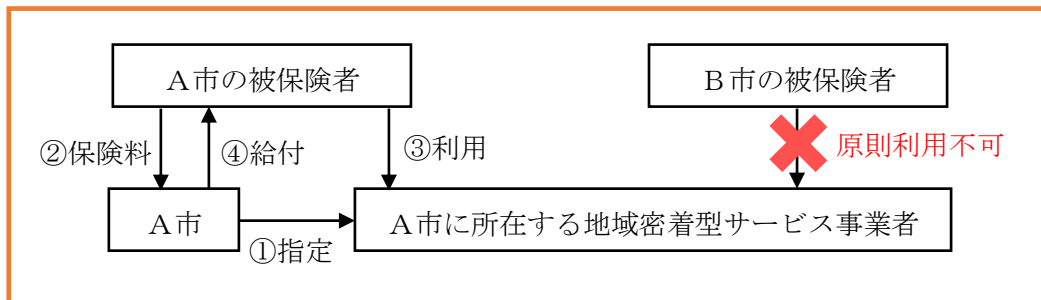 A市の被保険者
B市の被保険者
②保険料
④給付
③利用
原則利用不可
A市
A市に所在する地域密着型サービス事業者
①指定